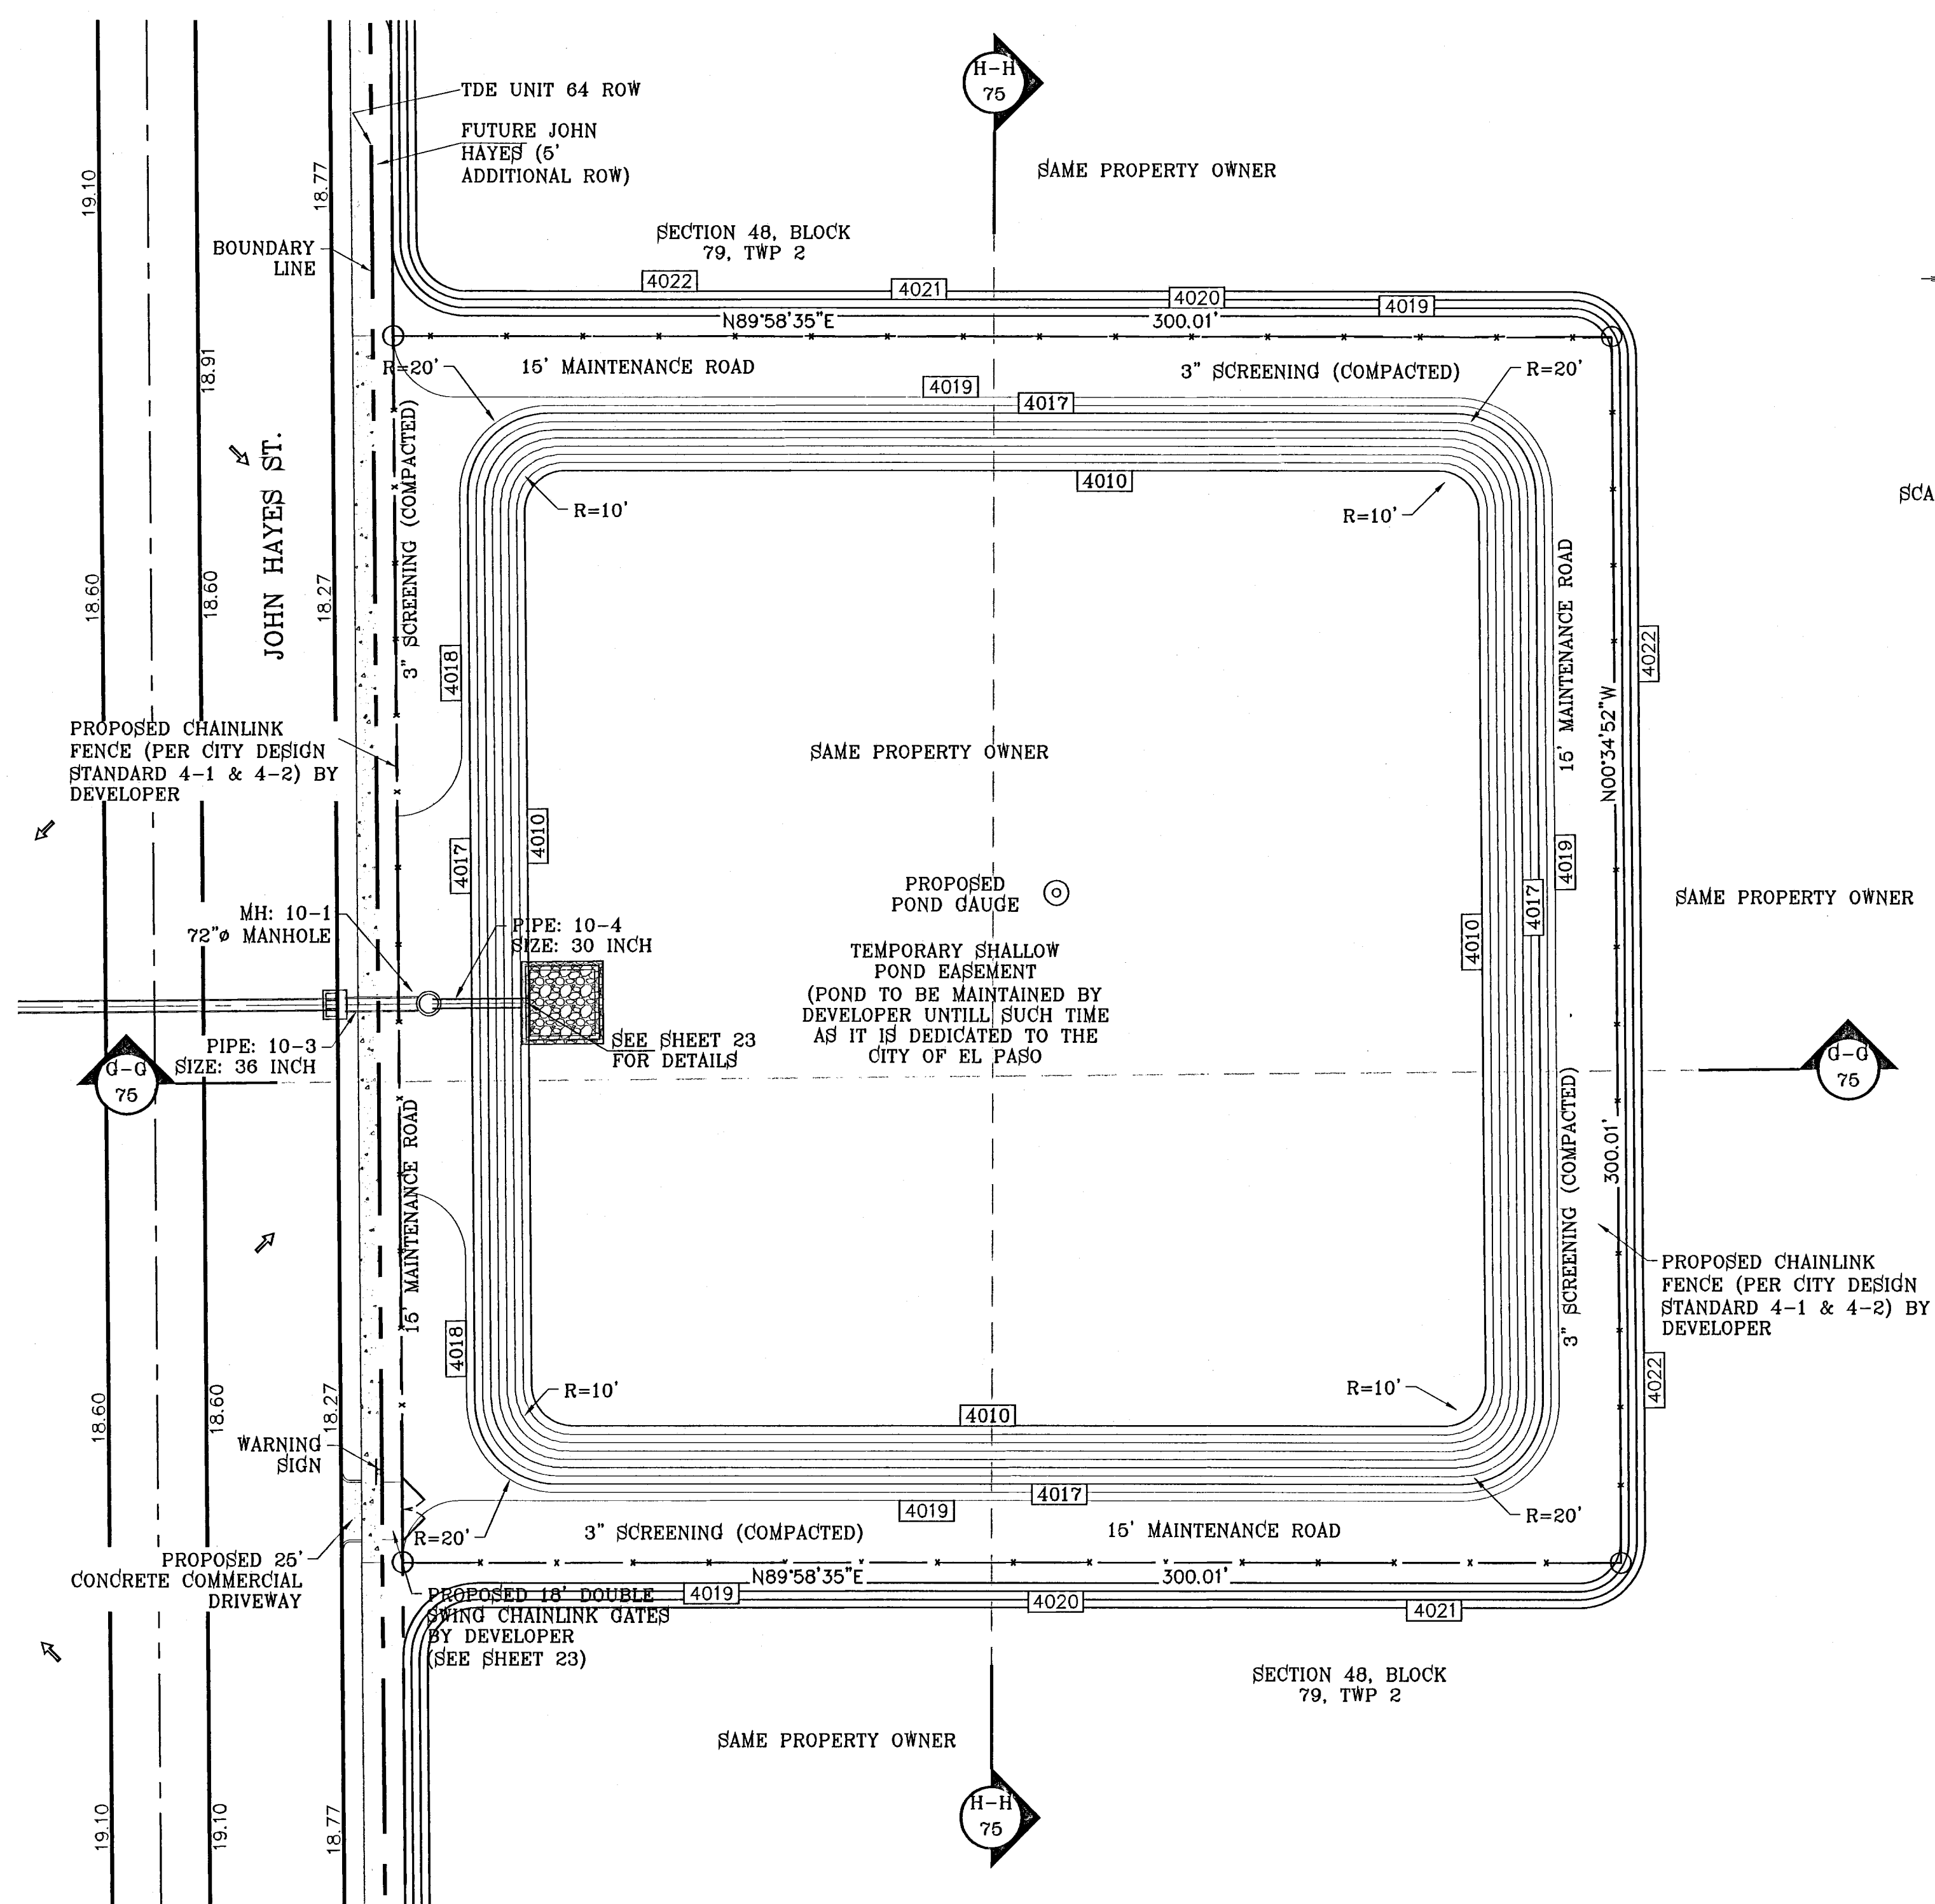 H-H
75
TDE UNIT 64 ROW
FUTURE JOHN
HAYES (5'
ADDITIONAL ROW)
SAME PROPERTY OWNER
19.10
18.77
SECTION 48, BLOCK
79, TWP 2
BOUNDARY
LINE
4022
4021
4020
4019
N89°58'35"E
300.01'
18.91
R=20'
15' MAINTENANCE ROAD
4019
4017
3" SCREENING (COMPACTED)
R=20'
SCA
JOHN HAYES ST.
3" SCREENING (COMPACTED)
4010
R=10'
R=10'
18.60
18.60
18.27
4018
15' MAINTENANCE ROAD
4022
N00°34'52"W
PROPOSED CHAINLINK
FENCE (PER CITY DESIGN
STANDARD 4-1 & 4-2) BY
DEVELOPER
SAME PROPERTY OWNER
4017
4010
4019
PROPOSED
POND GAUGE
4010
4017
SAME PROPERTY OWNER
MH: 10-1
72"ø MANHOLE
PIPE: 10-4
SIZE: 30 INCH
TEMPORARY SHALLOW
POND EASEMENT
(POND TO BE MAINTAINED BY
DEVELOPER UNTILL SUCH TIME
AS IT IS DEDICATED TO THE
CITY OF EL PASO
SEE SHEET 23
FOR DETAILS
PIPE: 10-3
SIZE: 36 INCH
G-G
75
G-G
75
15' MAINTENANCE ROAD
3" SCREENING (COMPACTED)
300.01'
PROPOSED CHAINLINK
FENCE (PER CITY DESIGN
STANDARD 4-1 & 4-2) BY
DEVELOPER
4018
4022
18.60
18.60
18.27
R=10'
R=10'
4010
WARNING
SIGN
4017
4019
R=20'
R=20'
3" SCREENING (COMPACTED)
15' MAINTENANCE ROAD
PROPOSED 25'
CONCRETE COMMERCIAL
DRIVEWAY
N89°58'35"E
300.01'
4019
4020
4021
PROPOSED 18' DOUBLE
SWING CHAINLINK GATES
BY DEVELOPER
(SEE SHEET 23)
SECTION 48, BLOCK
79, TWP 2
SAME PROPERTY OWNER
19.10
19.10
18.77
H-H
75